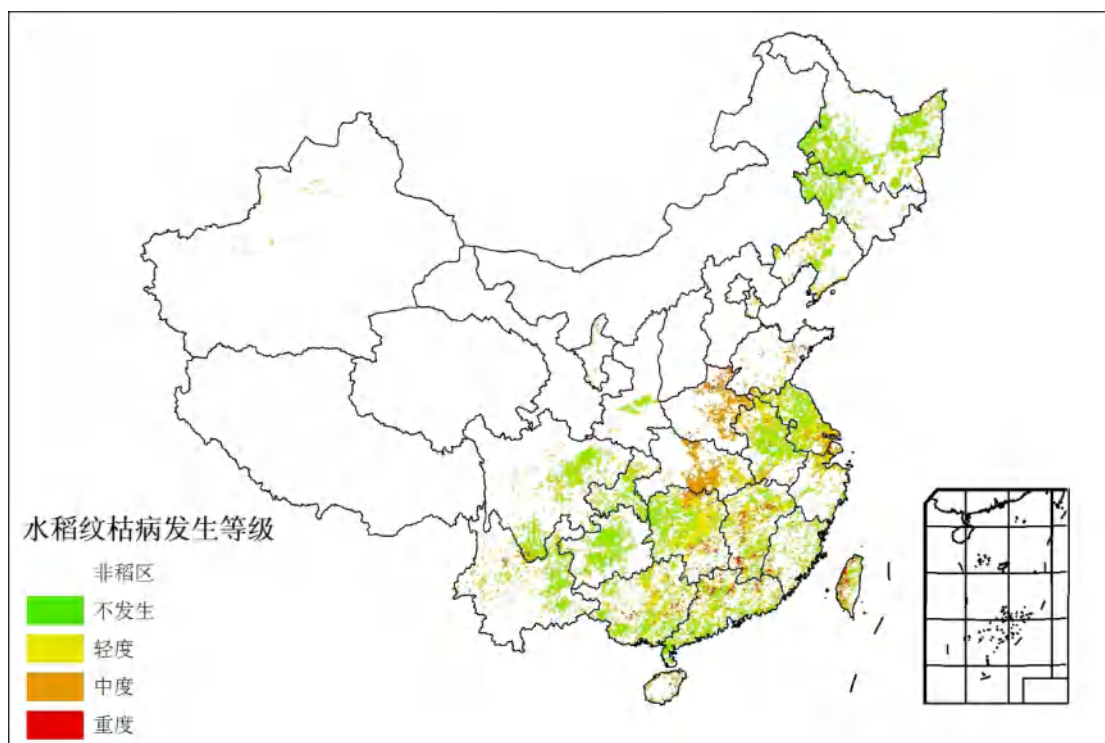 水稻纹枯病发生等级
非稻区
不发生
轻度
中度
重度